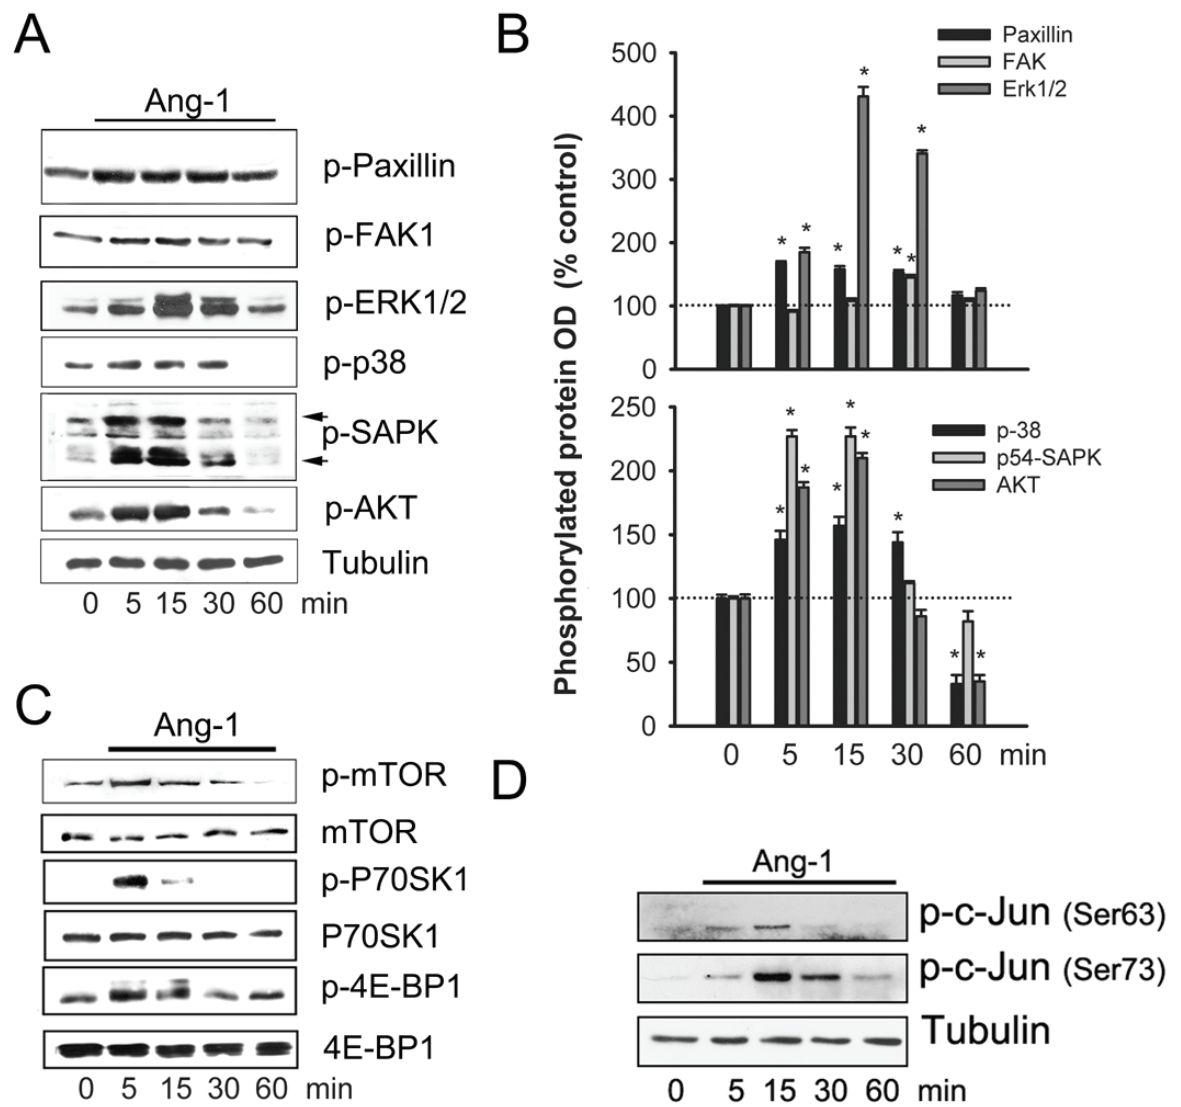 A
Ang-1
p-Paxillin
p-FAK1
p-ERK1/2
p-p38
p-SAPK
p-AKT
Tubulin
0 5 15 30 60 min
B
Phosphorylated protein OD (% control)
Paxillin
FAK
Erk1/2
500
400
300
200
100
0
* * * * * * *
p-38
p54-SAPK
AKT
250
200
150
100
50
0
* * * * * * * * *
0 5 15 30 60 min
C
Ang-1
p-mTOR
mTOR
p-P70SK1
P70SK1
p-4E-BP1
4E-BP1
0 5 15 30 60 min
D
Ang-1
p-c-Jun (Ser63)
p-c-Jun (Ser73)
Tubulin
0 5 15 30 60 min